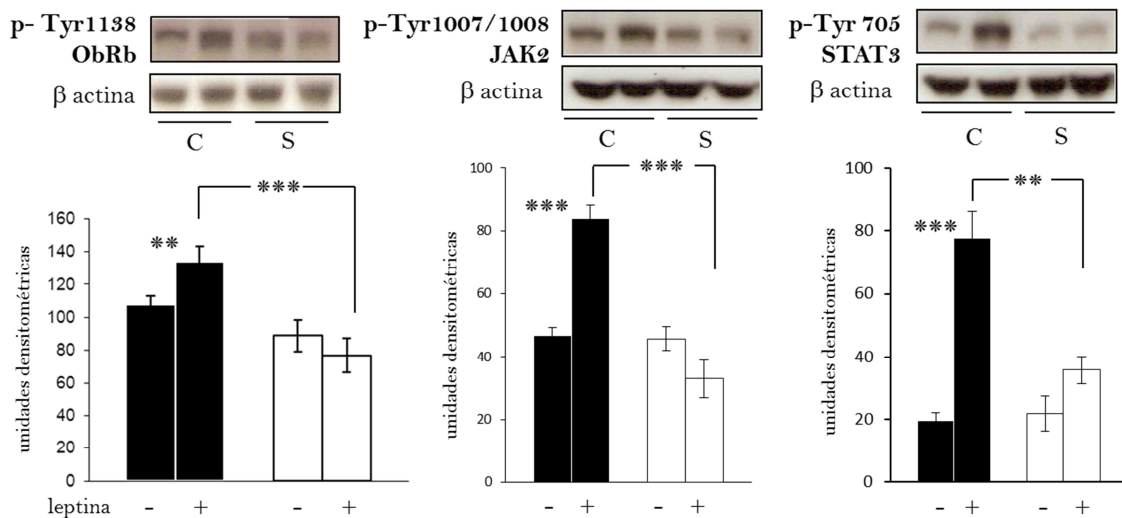 p- Tyr1138
ObRb
β actina
C S
***
**
unidades densitométricas
160
140
120
100
80
60
40
20
0
leptina - + - +
p-Tyr1007/1008
JAK2
β actina
C S
***
***
unidades densitométricas
100
80
60
40
20
0
- + - +
p-Tyr 705
STAT3
β actina
C S
**
***
unidades densitométricas
100
80
60
40
20
0
- + - +